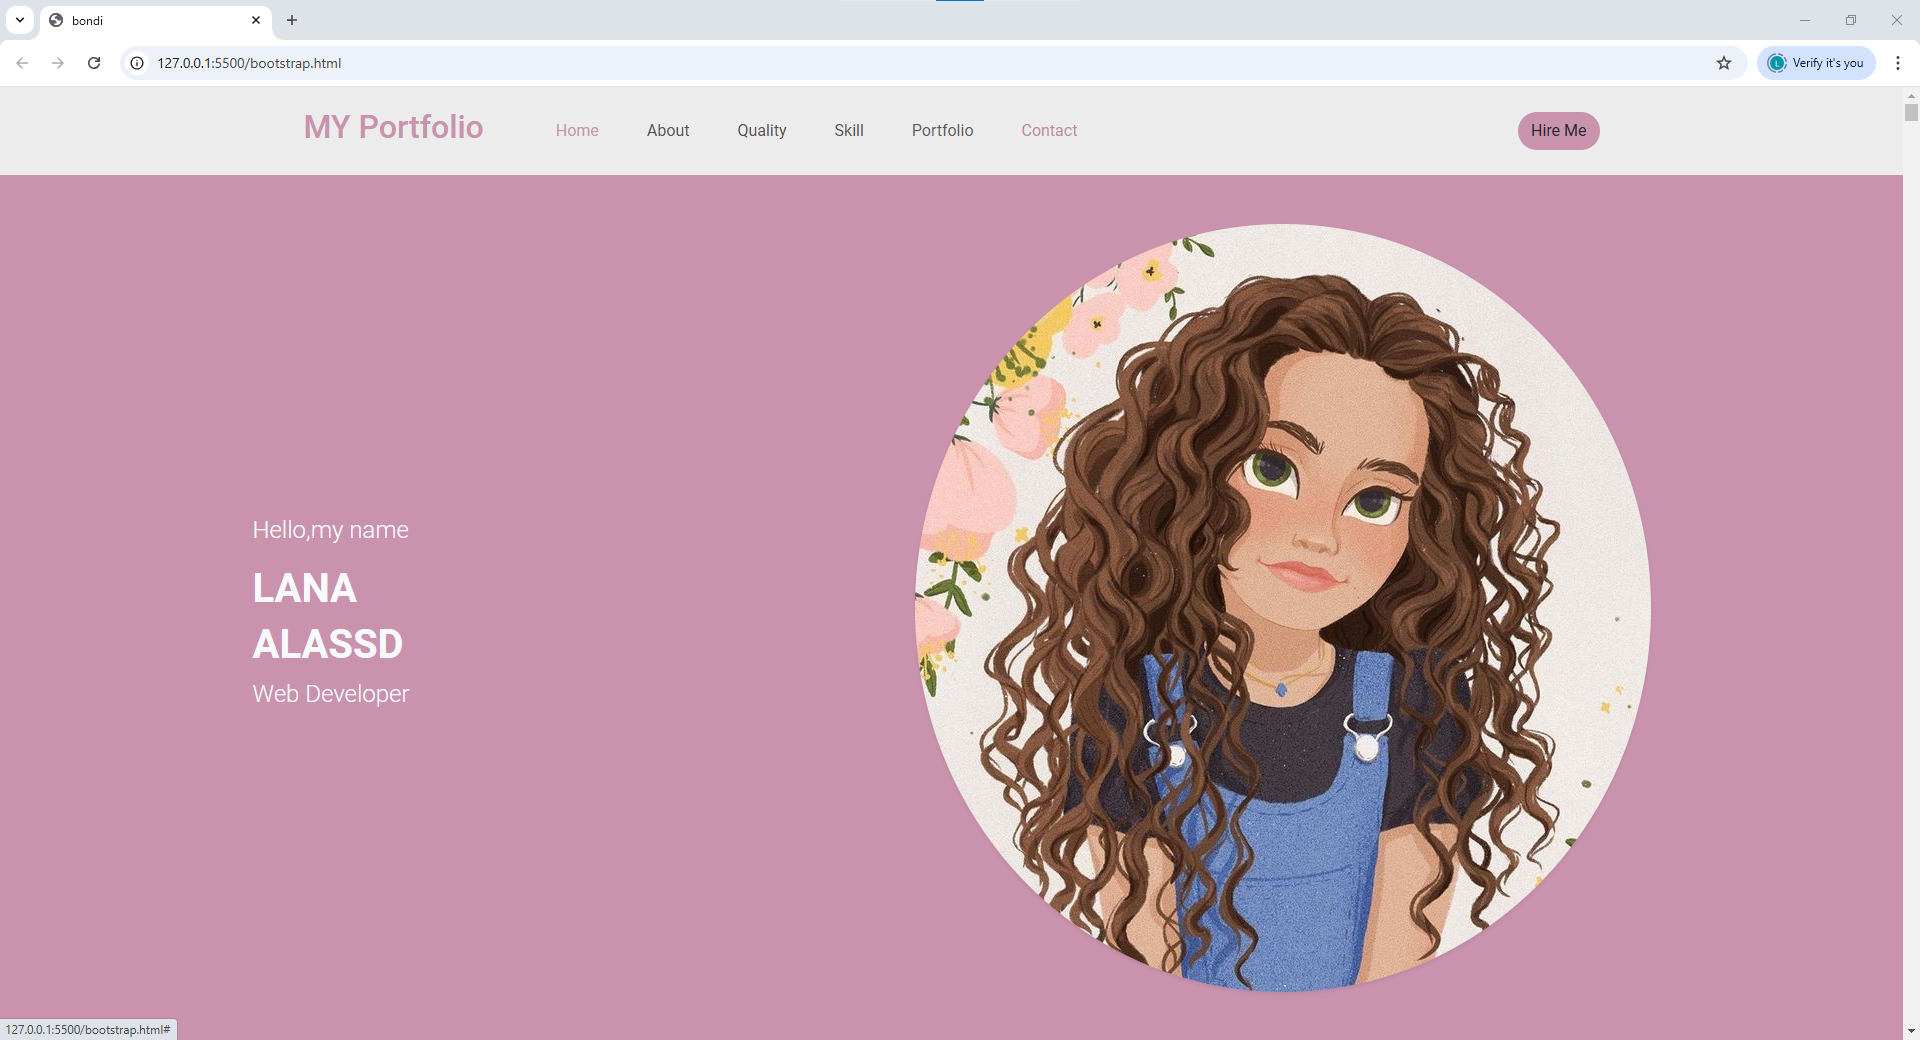 bondi
127.0.0.1:5500/bootstrap.html
L Verify it's you
MY Portfolio Home About Quality Skill Portfolio Contact Hire Me
Hello,my name
LANA
ALASSD
Web Developer
127.0.0.1:5500/bootstrap.html#